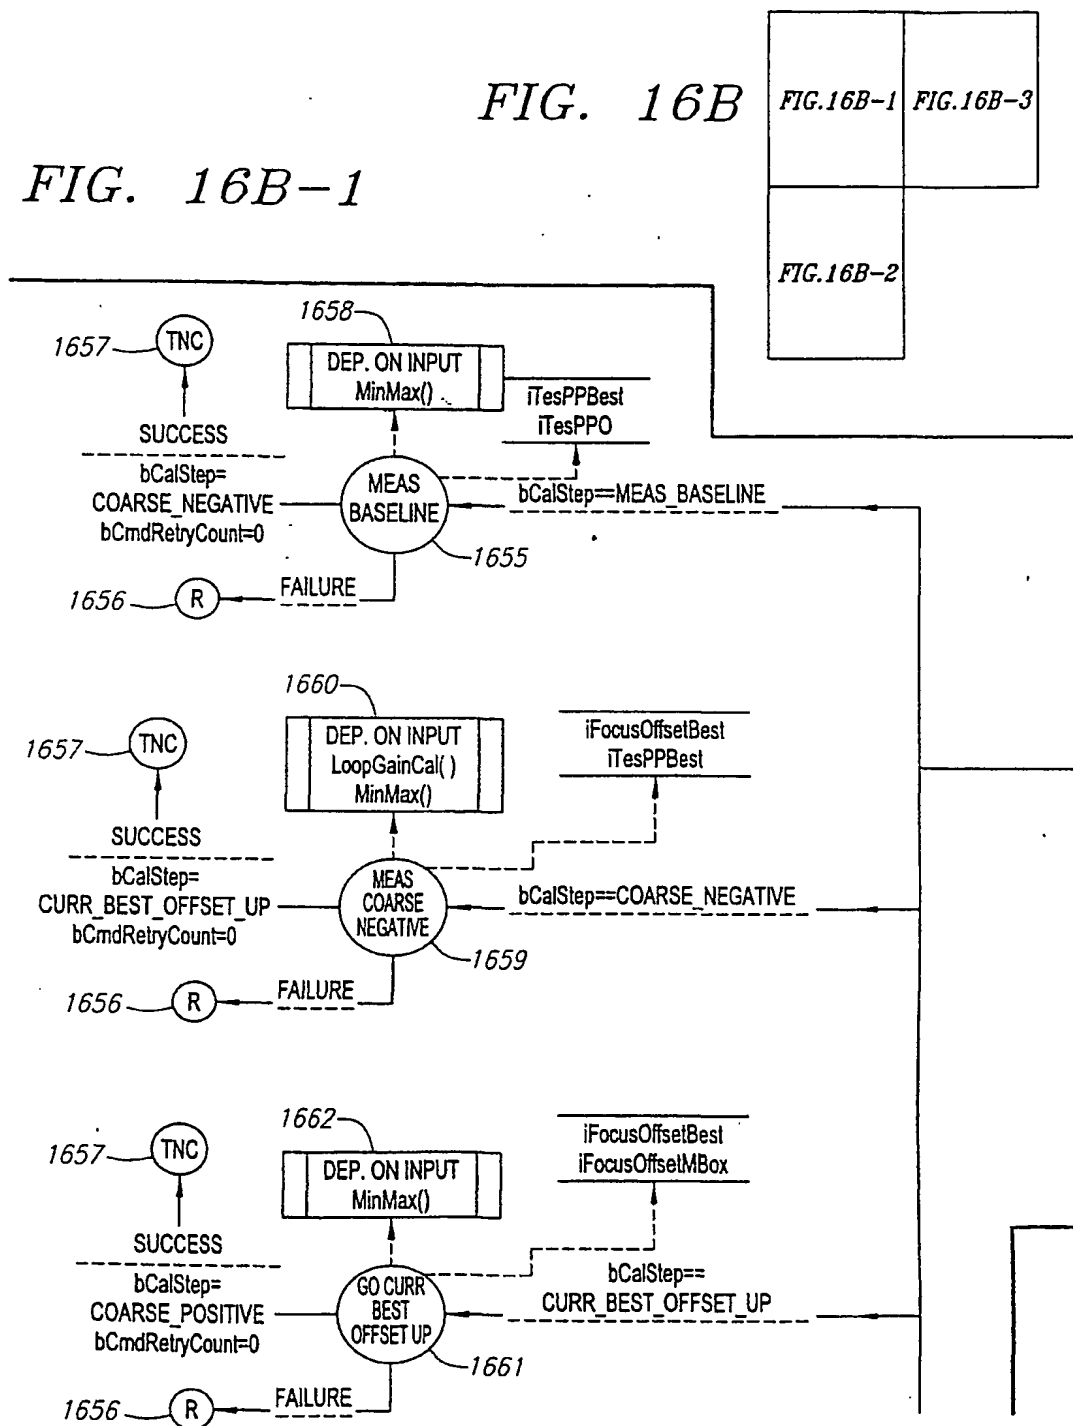 FIG. 16B
FIG.16B-1
FIG.16B-3
FIG.16B-2
FIG. 16B-1
1658
1657
TNC
DEP. ON INPUT
MinMax()
iTesPPBest
iTesPPO
SUCCESS
bCalStep=
COARSE_NEGATIVE
bCmdRetryCount=0
MEAS
BASELINE
bCalStep==MEAS_BASELINE
1655
1656
R
FAILURE
1660
1657
TNC
DEP. ON INPUT
LoopGainCal( )
MinMax()
iFocusOffsetBest
iTesPPBest
SUCCESS
bCalStep=
CURR_BEST_OFFSET_UP
bCmdRetryCount=0
MEAS
COARSE
NEGATIVE
bCalStep==COARSE_NEGATIVE
1659
1656
R
FAILURE
1662
1657
TNC
DEP. ON INPUT
MinMax()
iFocusOffsetBest
iFocusOffsetMBox
SUCCESS
bCalStep=
COARSE_POSITIVE
bCmdRetryCount=0
GO CURR
BEST
OFFSET UP
bCalStep==
CURR_BEST_OFFSET_UP
1661
1656
R
FAILURE